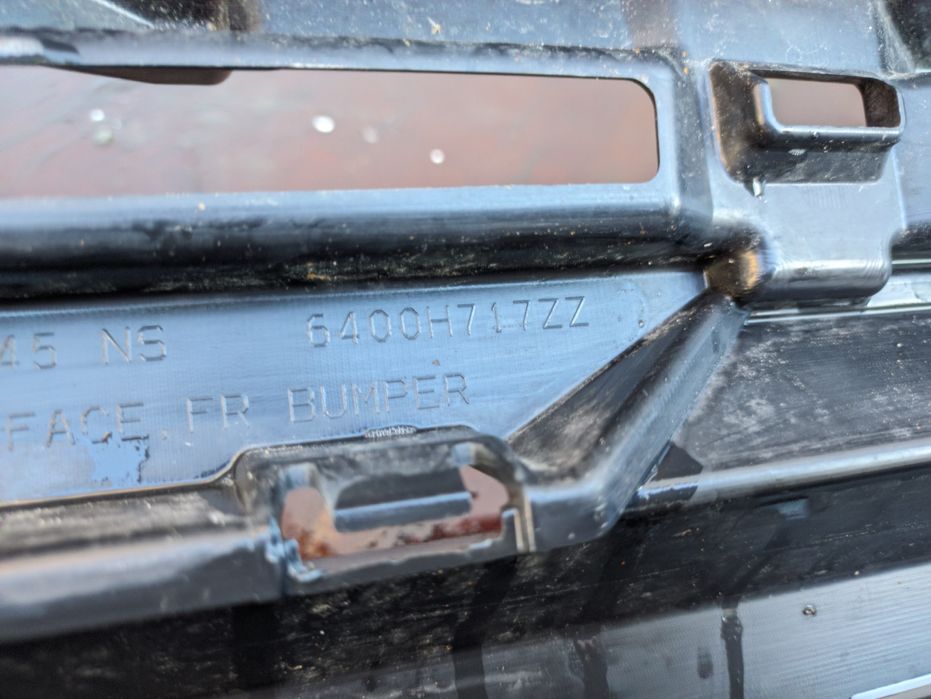 45 NS 6400H717ZZ
FACE, FR BUMPER